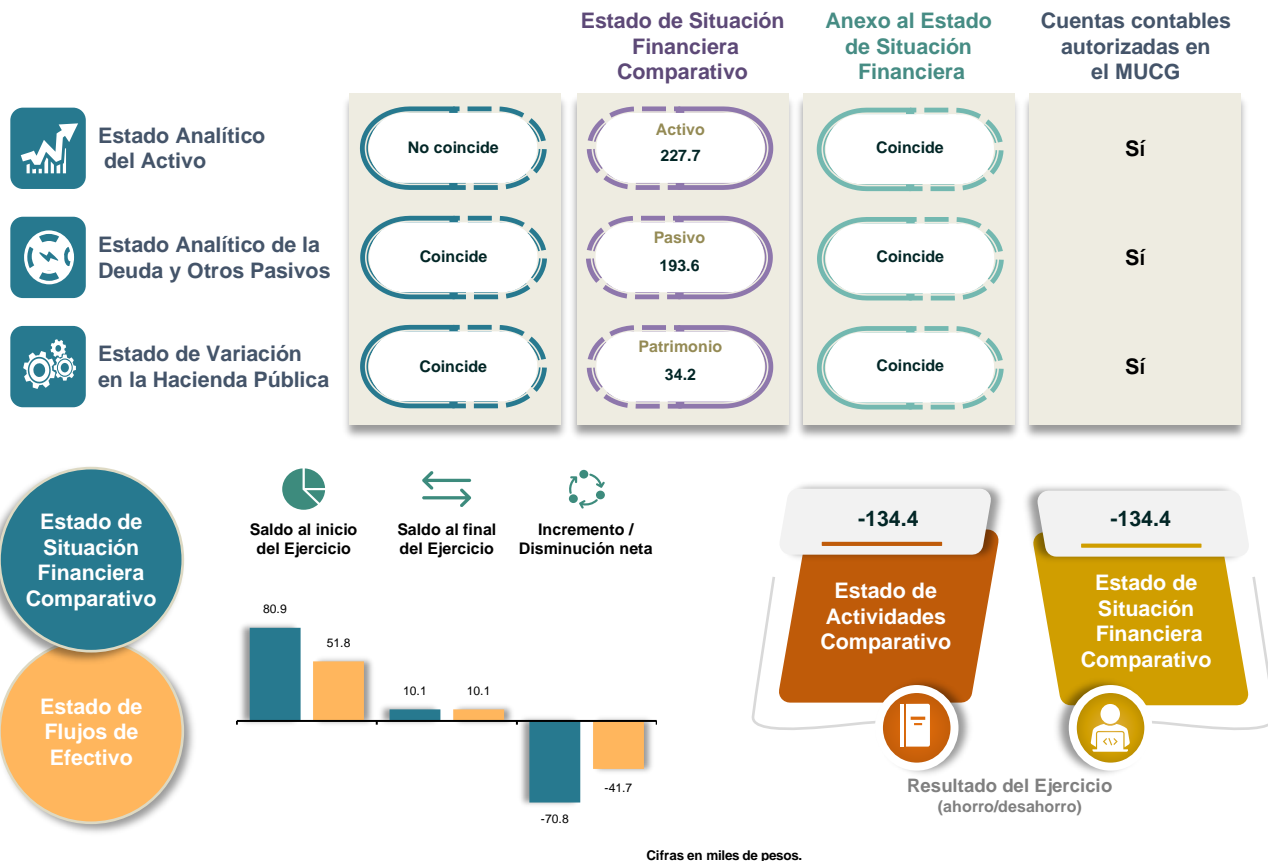 Estado de Situación
Financiera
Comparativo
Anexo al Estado
de Situación
Financiera
Cuentas contables
autorizadas en
el MUCG
Estado Analítico
del Activo
No coincide
Activo
227.7
Coincide
Sí
Estado Analítico de la
Deuda y Otros Pasivos
Coincide
Pasivo
193.6
Coincide
Sí
Estado de Variación
en la Hacienda Pública
Coincide
Patrimonio
34.2
Coincide
Sí
Estado de
Situación
Financiera
Comparativo
Estado de
Flujos de
Efectivo
Saldo al inicio
del Ejercicio
Saldo al final
del Ejercicio
Incremento /
Disminución neta
80.9
51.8
10.1
10.1
-70.8
-41.7
-134.4
Estado de
Actividades
Comparativo
-134.4
Estado de
Situación
Financiera
Comparativo
Resultado del Ejercicio
(ahorro/desahorro)
Cifras en miles de pesos.